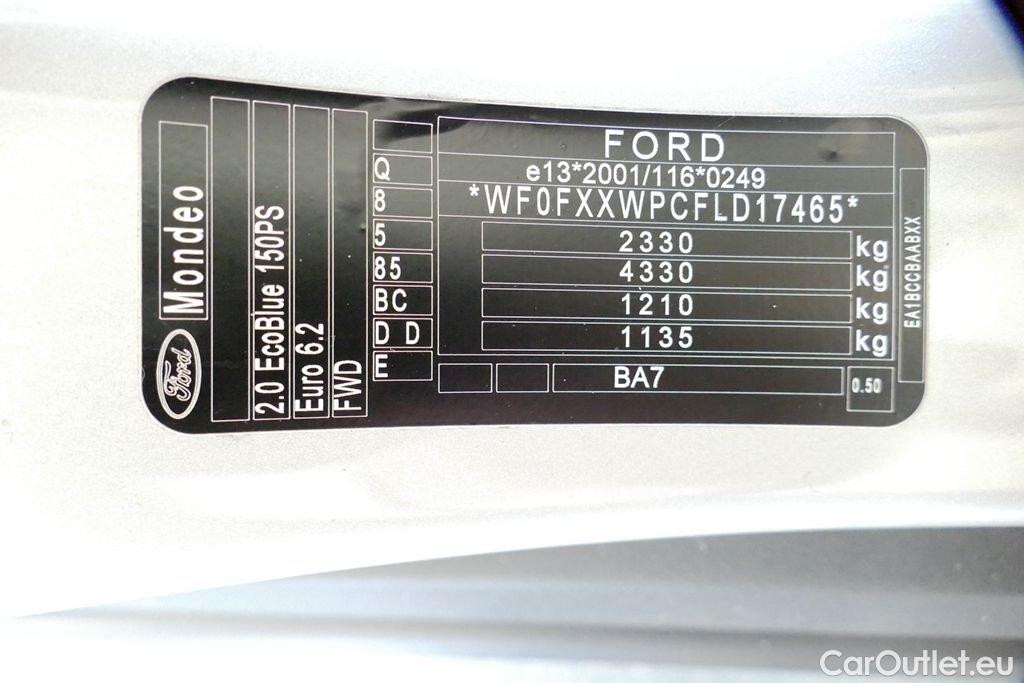 Ford
Mondeo
2.0 EcoBlue 150PS
Euro 6.2
FWD
Q
8
5
85
BC
D D
E
FORD
e13*2001/116*0249
*WF0FXXWPCFLD17465*
2330 kg
4330 kg
1210 kg
1135 kg
BA7
0.50
EA1BCCBAABXX
CarOutlet.eu